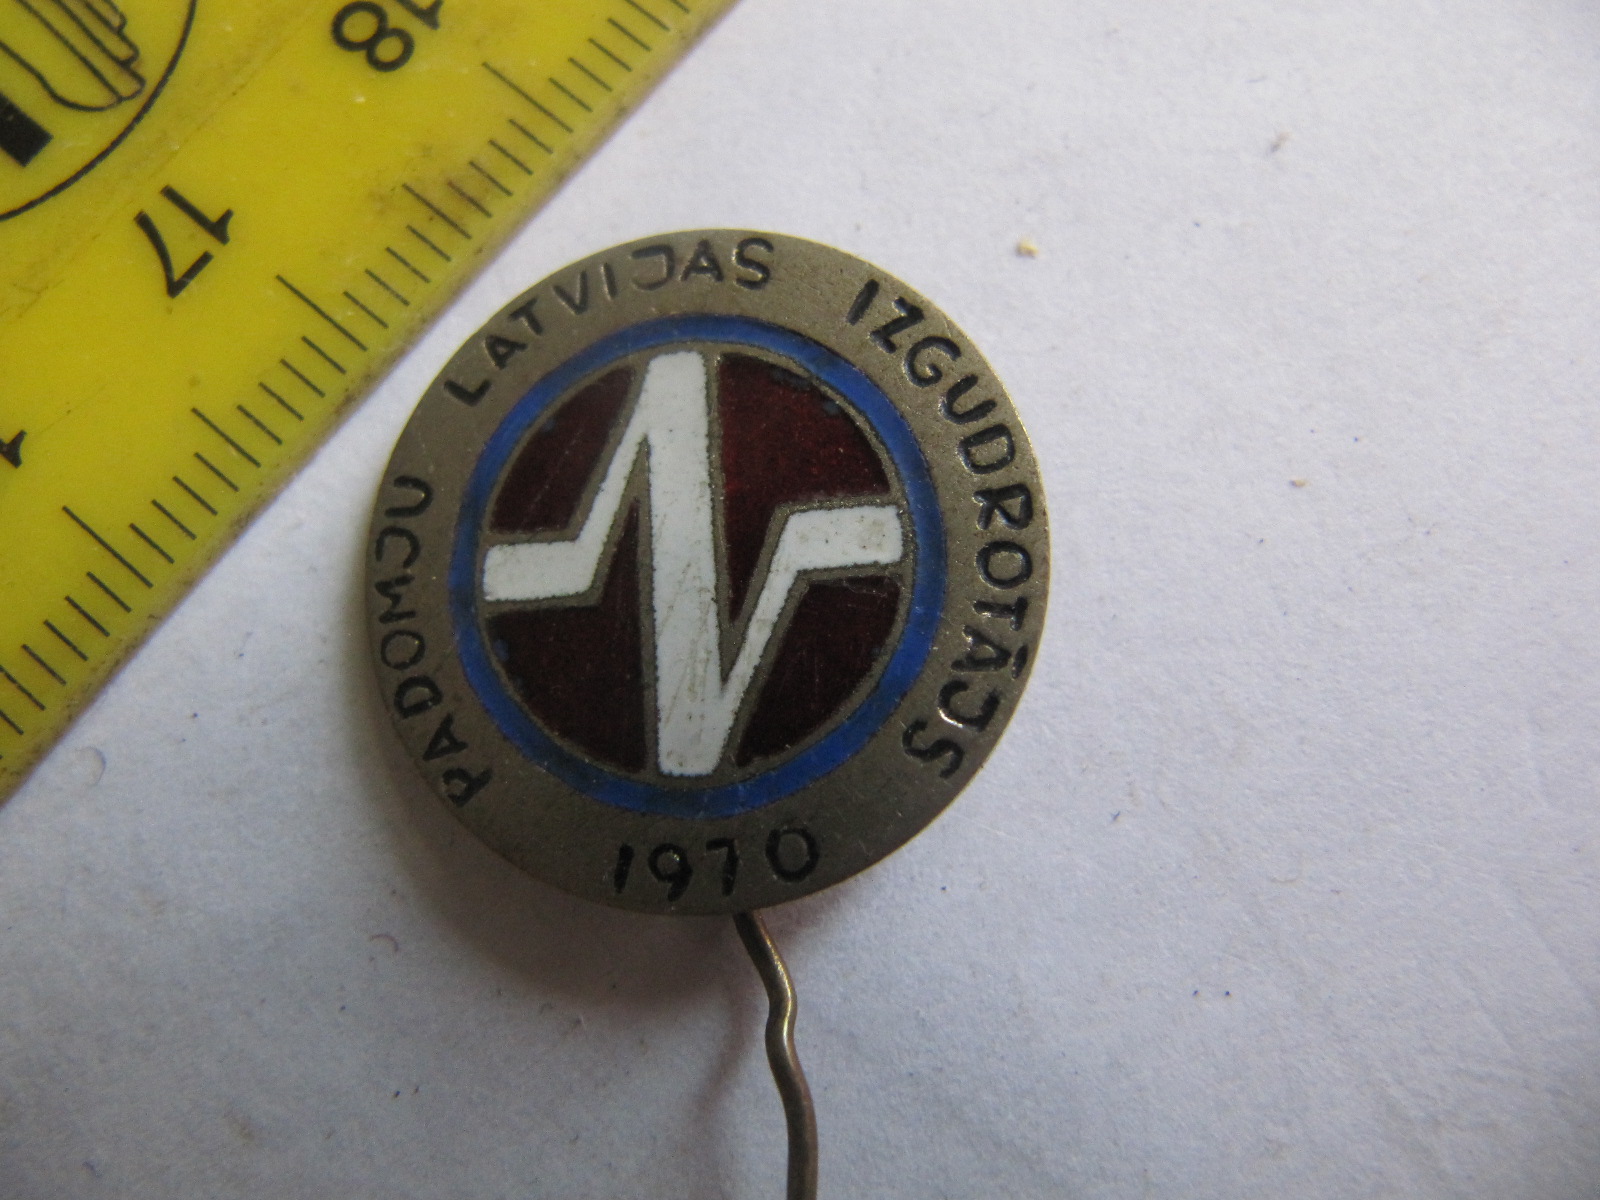 PADOMJU LATVIJAS IZGUDROTĀJS
1970
17
18